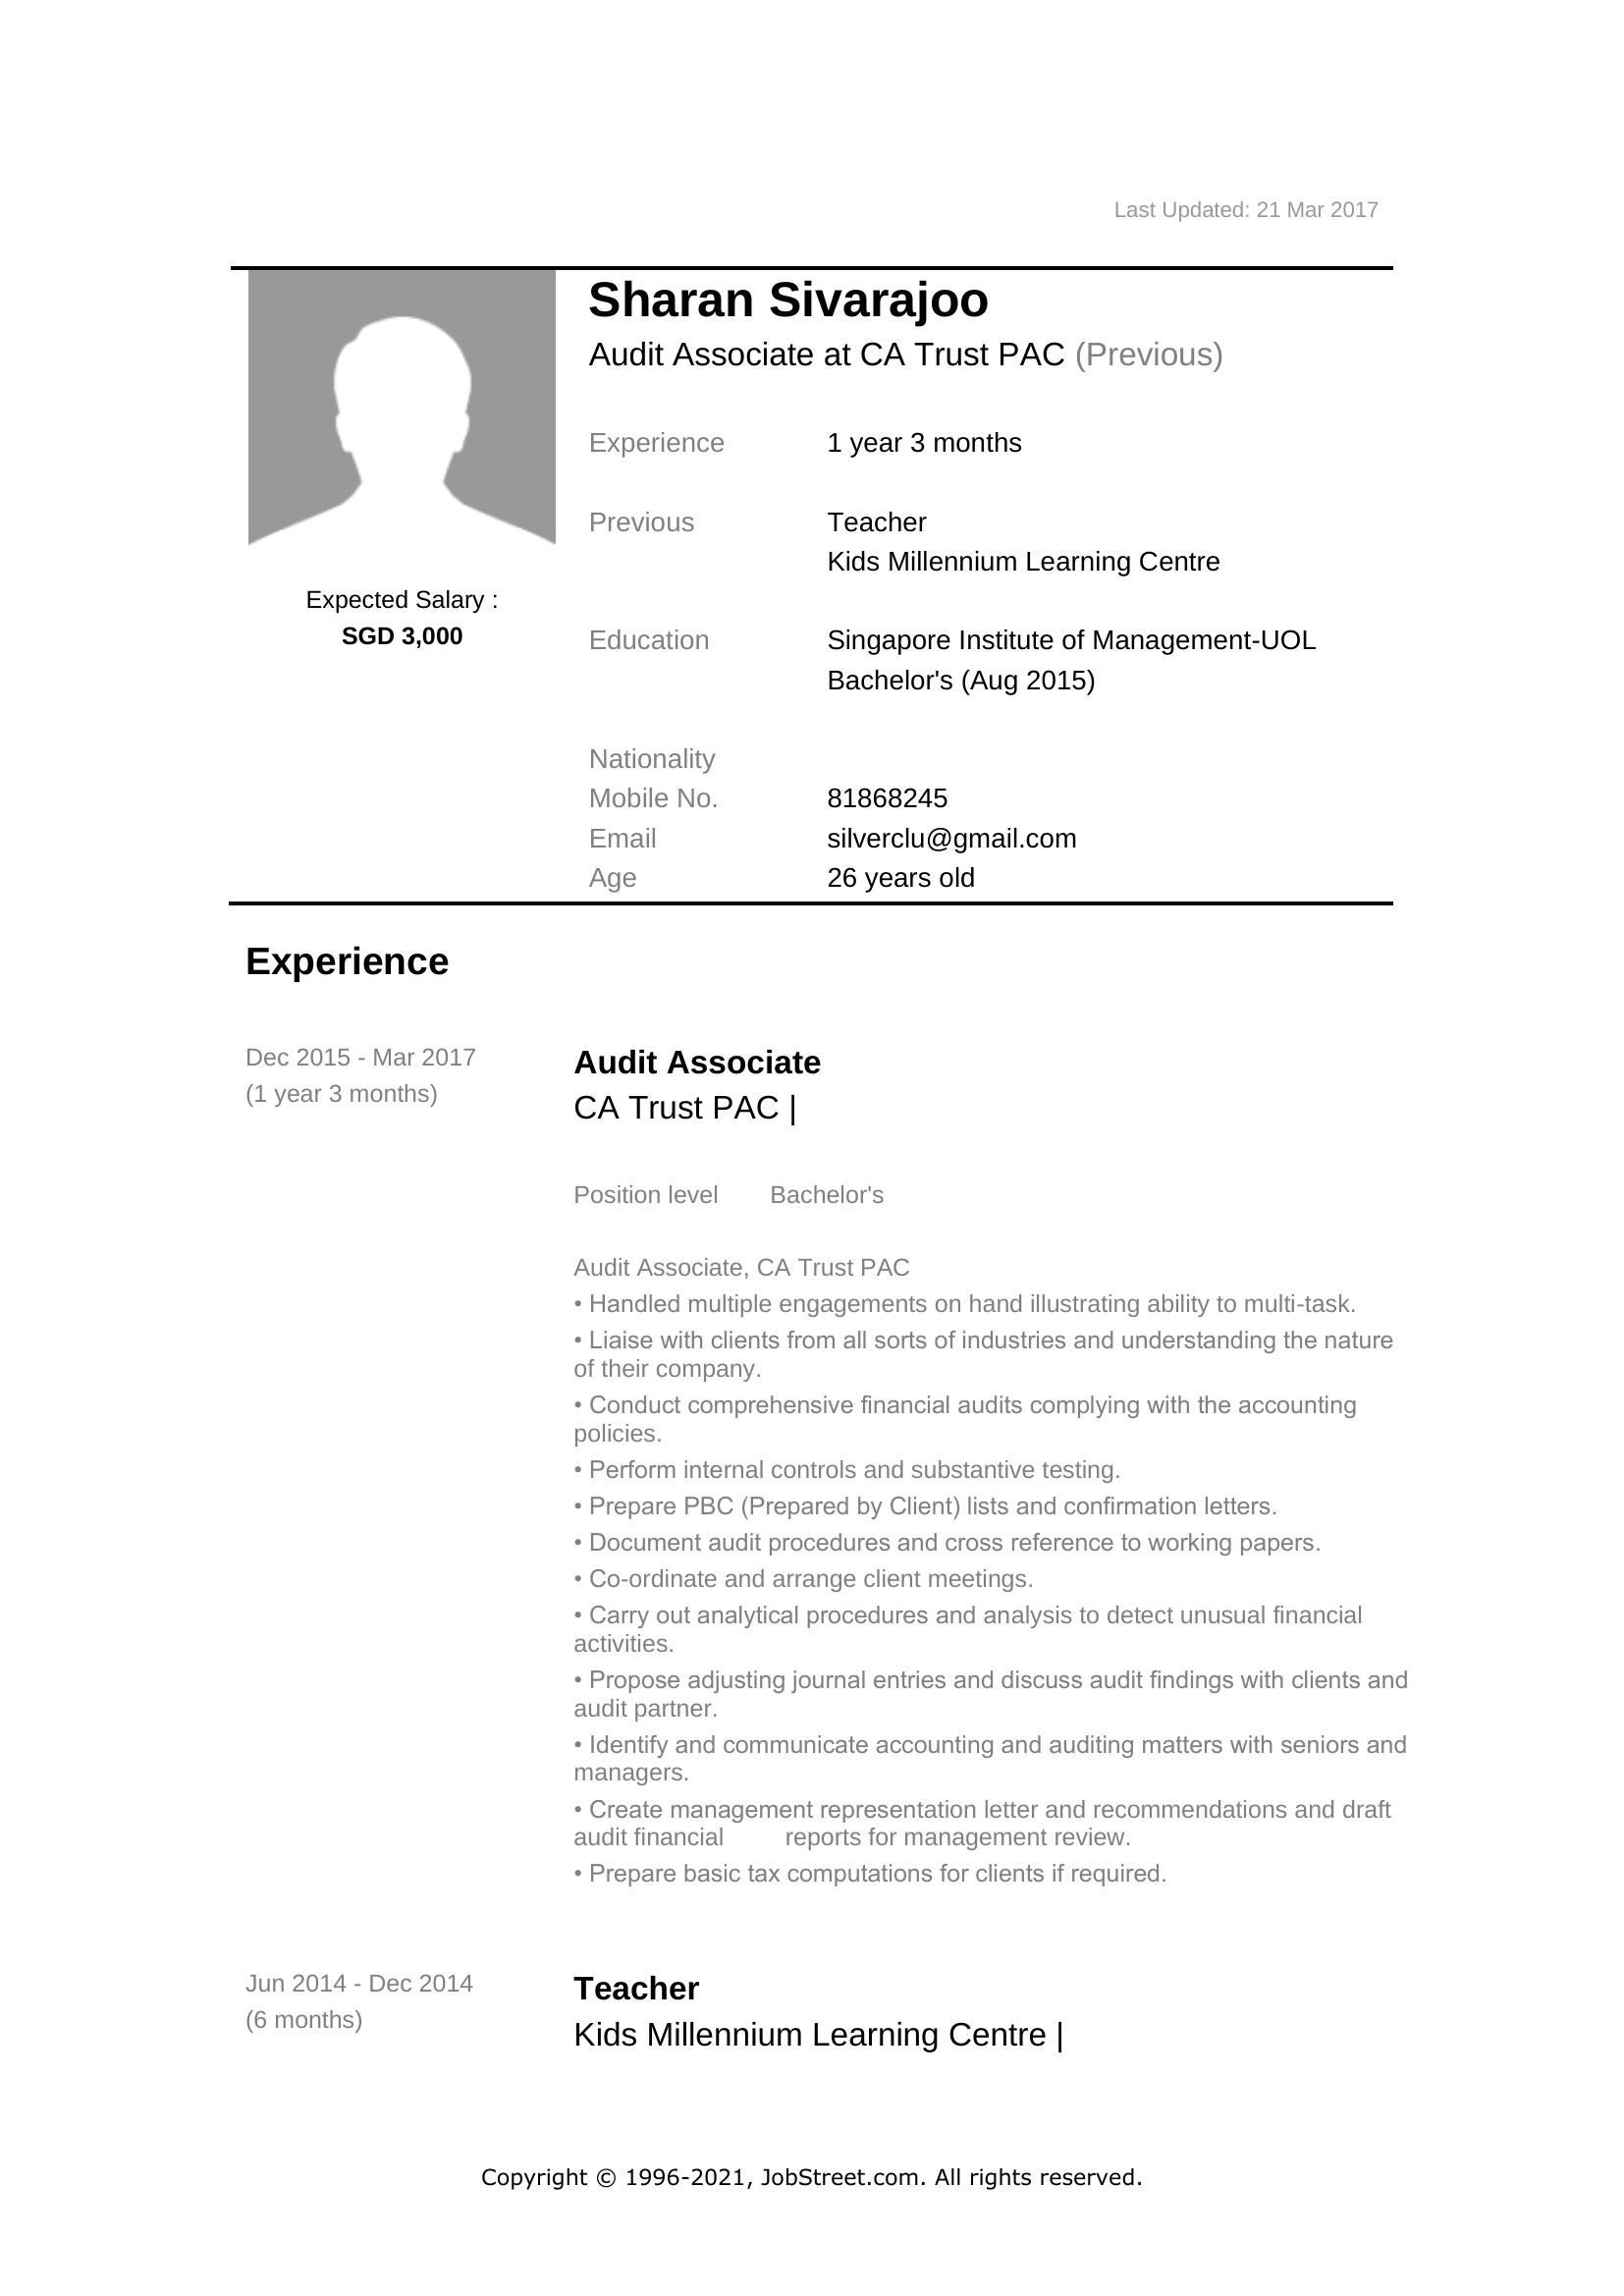 Last Updated: 21 Mar 2017
Sharan Sivarajoo
Audit Associate at CA Trust PAC (Previous)
Experience 1 year 3 months
Previous Teacher
Kids Millennium Learning Centre
Expected Salary :
SGD 3,000
Education Singapore Institute of Management-UOL
Bachelor's (Aug 2015)
Nationality
Mobile No. 81868245
Email silverclu@gmail.com
Age 26 years old
Experience
Dec 2015 - Mar 2017
(1 year 3 months)
Audit Associate
CA Trust PAC |
Position level Bachelor's
Audit Associate, CA Trust PAC
• Handled multiple engagements on hand illustrating ability to multi-task.
• Liaise with clients from all sorts of industries and understanding the nature
of their company.
• Conduct comprehensive financial audits complying with the accounting
policies.
• Perform internal controls and substantive testing.
• Prepare PBC (Prepared by Client) lists and confirmation letters.
• Document audit procedures and cross reference to working papers.
• Co-ordinate and arrange client meetings.
• Carry out analytical procedures and analysis to detect unusual financial
activities.
• Propose adjusting journal entries and discuss audit findings with clients and
audit partner.
• Identify and communicate accounting and auditing matters with seniors and
managers.
• Create management representation letter and recommendations and draft
audit financial reports for management review.
• Prepare basic tax computations for clients if required.
Jun 2014 - Dec 2014
(6 months)
Teacher
Kids Millennium Learning Centre |
Copyright © 1996-2021, JobStreet.com. All rights reserved.